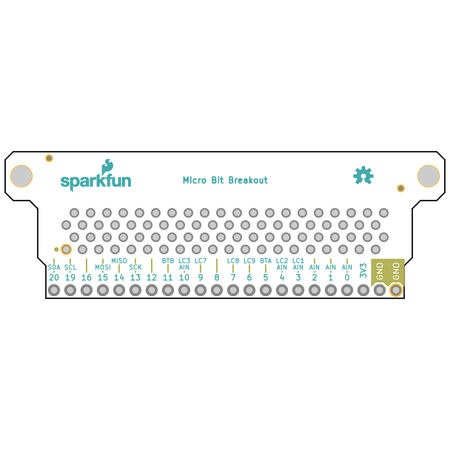 sparkfun
Micro Bit Breakout
MISO BTB LC3 LC7 LC8 LC6 BTA LC2 LC1
SDA SCL MOSI SCK AIN AIN AIN AIN AIN AIN
20 19 16 15 14 13 12 11 10 9 8 7 6 5 4 3 2 1 0 3V3 GND GND